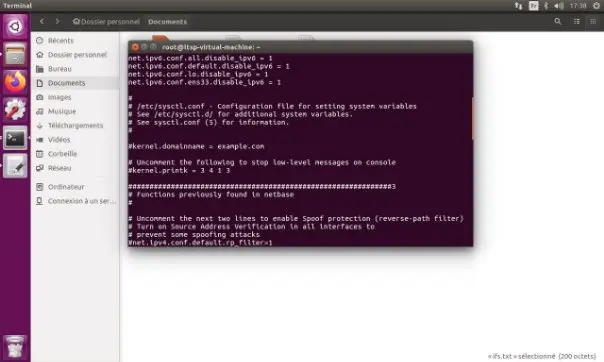 Terminal
Fr
17:38
Dossier personnel
Documents
Récents
Dossier personnel
Bureau
Documents
Images
Musique
Téléchargements
Vidéos
Corbeille
Réseau
Ordinateur
Connexion à un ser…
root@ltsp-virtual-machine: ~
net.ipv6.conf.all.disable_ipv6 = 1
net.ipv6.conf.default.disable_ipv6 = 1
net.ipv6.conf.lo.disable_ipv6 = 1
net.ipv6.conf.ens33.disable_ipv6 = 1
#
# /etc/sysctl.conf - Configuration file for setting system variables
# See /etc/sysctl.d/ for additional system variables.
# See sysctl.conf (5) for information.
#
#kernel.domainname = example.com
# Uncomment the following to stop low-level messages on console
#kernel.printk = 3 4 1 3
##############################################################3
# Functions previously found in netbase
#
# Uncomment the next two lines to enable Spoof protection (reverse-path filter)
# Turn on Source Address Verification in all interfaces to
# prevent some spoofing attacks
#net.ipv4.conf.default.rp_filter=1
« ifs.txt » sélectionné (200 octets)